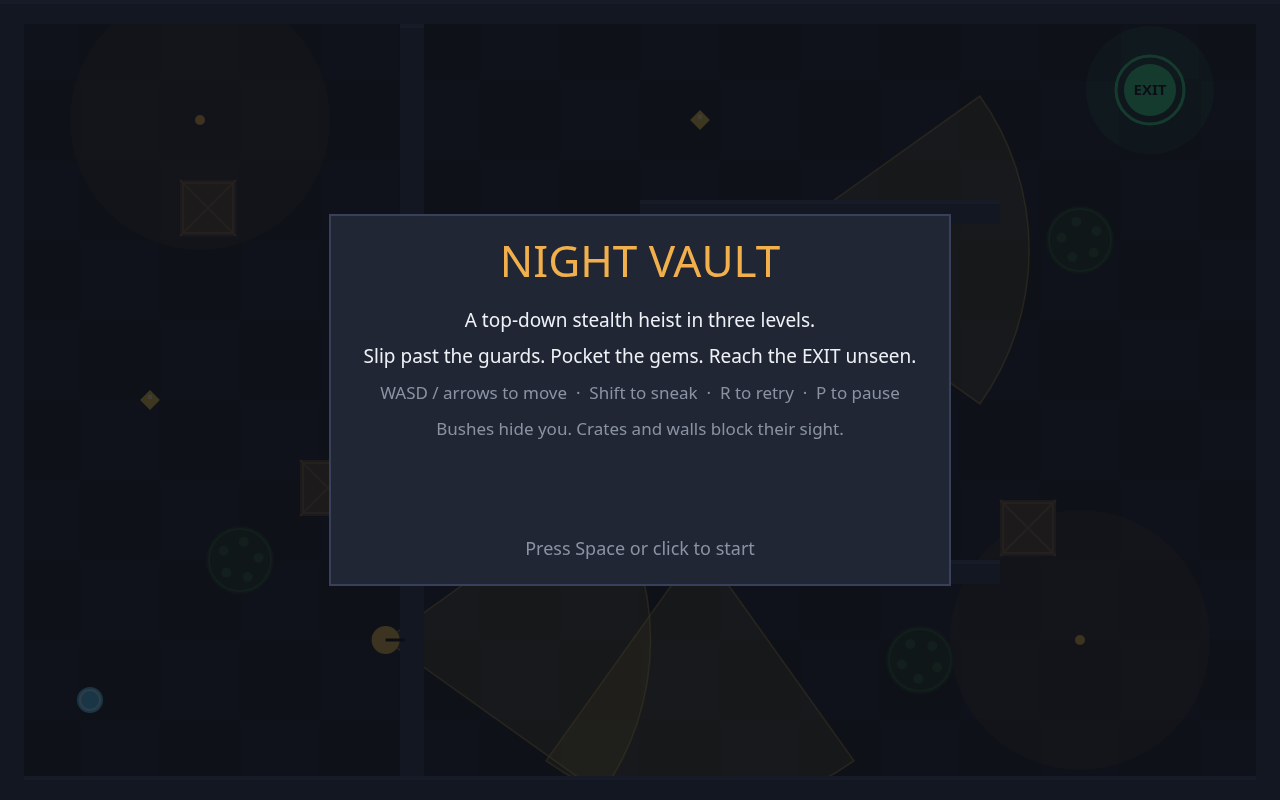 EXIT
NIGHT VAULT
A top-down stealth heist in three levels.
Slip past the guards. Pocket the gems. Reach the EXIT unseen.
WASD / arrows to move · Shift to sneak · R to retry · P to pause
Bushes hide you. Crates and walls block their sight.
Press Space or click to start